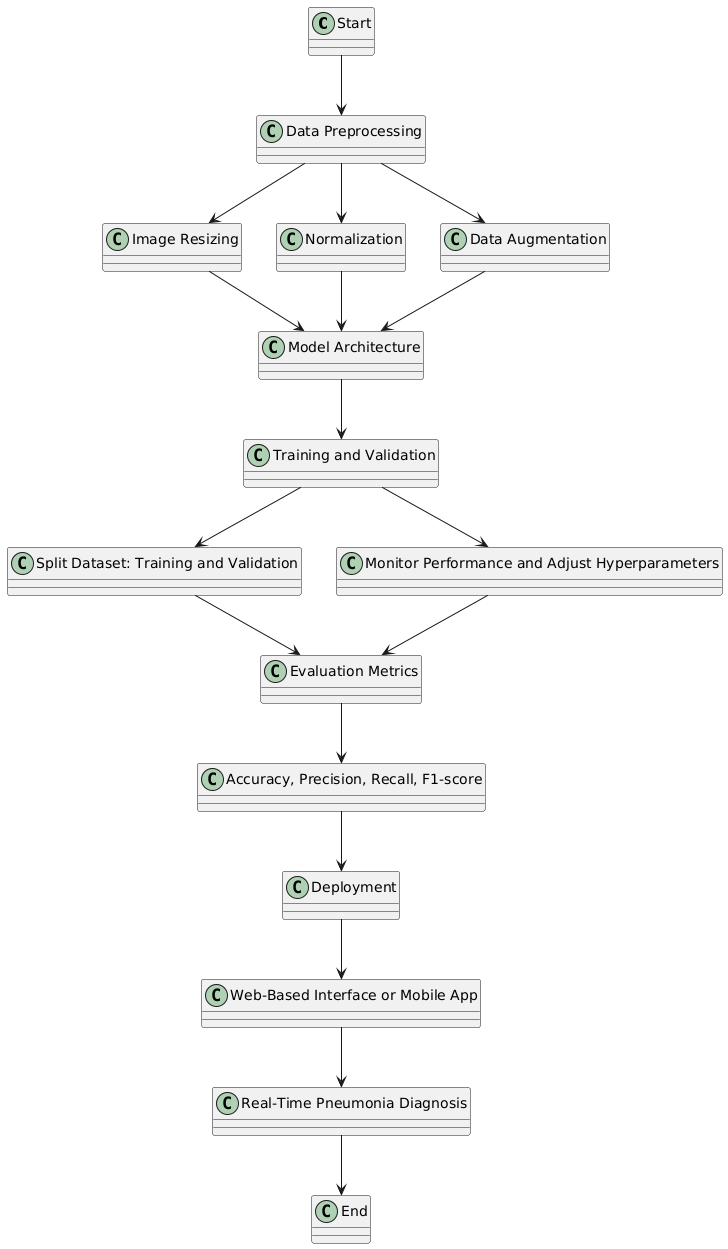 C Start
C Data Preprocessing
C Image Resizing
C Normalization
C Data Augmentation
C Model Architecture
C Training and Validation
C Split Dataset: Training and Validation
C Monitor Performance and Adjust Hyperparameters
C Evaluation Metrics
C Accuracy, Precision, Recall, F1-score
C Deployment
C Web-Based Interface or Mobile App
C Real-Time Pneumonia Diagnosis
C End